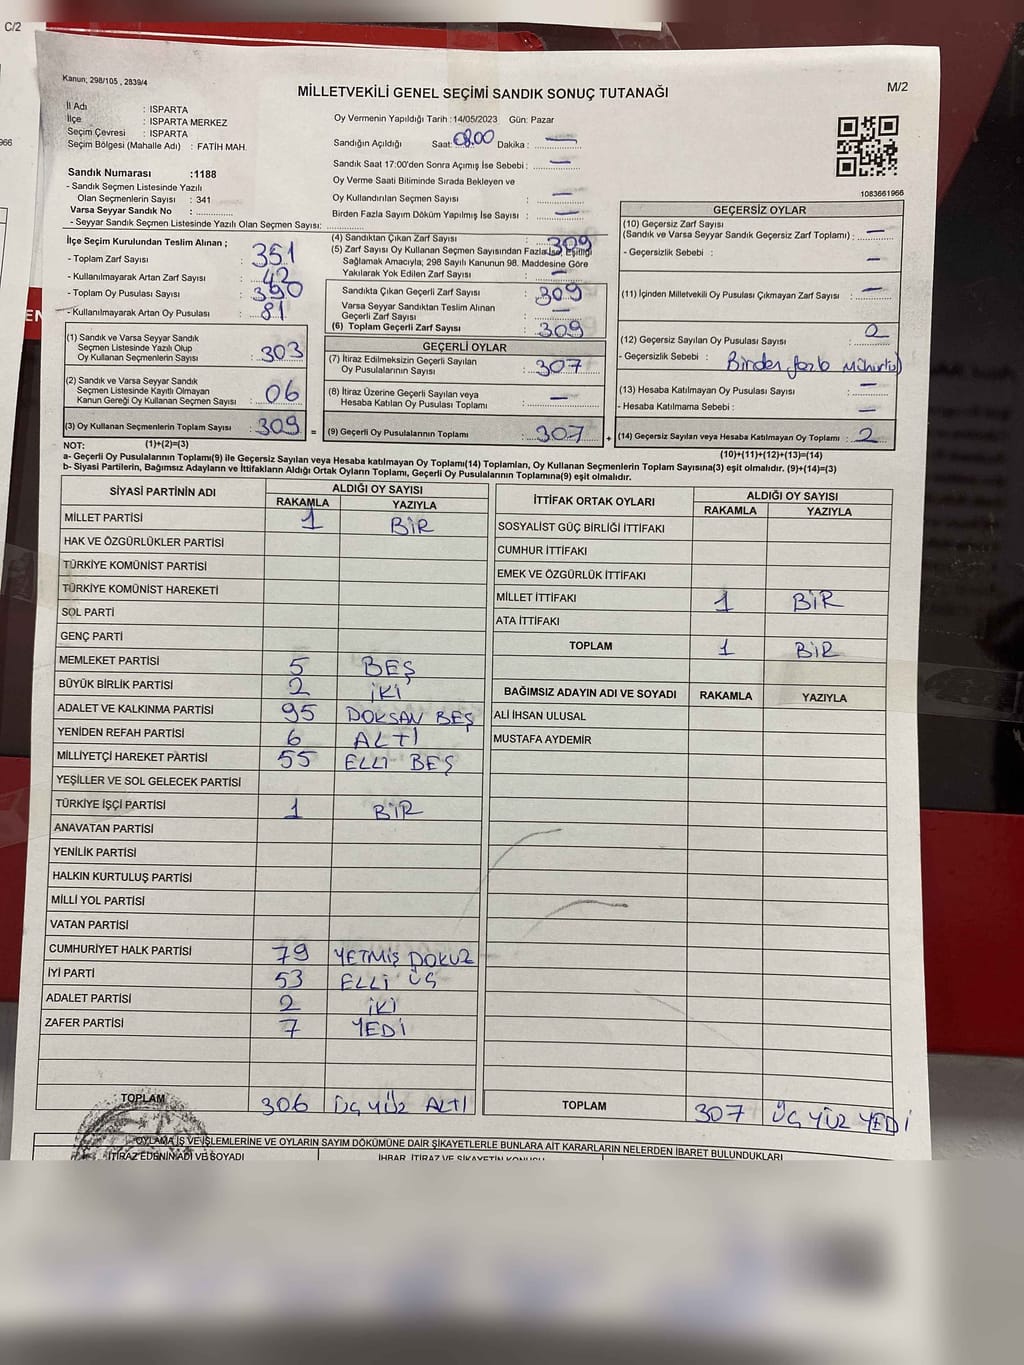 C/2
966
EN
Kanun; 298/105 , 2839/4
M/2
MİLLETVEKİLİ GENEL SEÇİMİ SANDIK SONUÇ TUTANAĞI
İl Adı : ISPARTA
İlçe : ISPARTA MERKEZ
Seçim Çevresi : ISPARTA
Seçim Bölgesi (Mahalle Adı) : FATİH MAH.
Sandık Numarası :1188
- Sandık Seçmen Listesinde Yazılı
Olan Seçmenlerin Sayısı : 341
Varsa Seyyar Sandık No :
- Seyyar Sandık Seçmen Listesinde Yazılı Olan Seçmen Sayısı:
Oy Vermenin Yapıldığı Tarih :14/05/2023 Gün: Pazar
Sandığın Açıldığı Saat: 08.00 Dakika : —
Sandık Saat 17:00'den Sonra Açımış İse Sebebi : —
Oy Verme Saati Bitiminde Sırada Bekleyen ve
Oy Kullandırılan Seçmen Sayısı : —
Birden Fazla Sayım Döküm Yapılmış İse Sayısı : —
1083661966
İlçe Seçim Kurulundan Teslim Alınan ;
- Toplam Zarf Sayısı : 351
- Kullanılmayarak Artan Zarf Sayısı : 42
- Toplam Oy Pusulası Sayısı : 390
- Kullanılmayarak Artan Oy Pusulası : 81
(1) Sandık ve Varsa Seyyar Sandık
Seçmen Listesinde Yazılı Olup
Oy Kullanan Seçmenlerin Sayısı : 303
(2) Sandık ve Varsa Seyyar Sandık
Seçmen Listesinde Kayıtlı Olmayan
Kanun Gereği Oy Kullanan Seçmen Sayısı : 06
(3) Oy Kullanan Seçmenlerin Toplam Sayısı : 309
(4) Sandıktan Çıkan Zarf Sayısı : 309
(5) Zarf Sayısı Oy Kullanan Seçmen Sayısından Fazla İse, Eşitliği
Sağlamak Amacıyla, 298 Sayılı Kanunun 98. Maddesine Göre
Yakılarak Yok Edilen Zarf Sayısı : —
Sandıkta Çıkan Geçerli Zarf Sayısı : 309
Varsa Seyyar Sandıktan Teslim Alınan
Geçerli Zarf Sayısı : —
(6) Toplam Geçerli Zarf Sayısı : 309
GEÇERLİ OYLAR
(7) İtiraz Edilmeksizin Geçerli Sayılan
Oy Pusulalarının Sayısı : 307
(8) İtiraz Üzerine Geçerli Sayılan veya
Hesaba Katılan Oy Pusulaları Toplamı : —
= (9) Geçerli Oy Pusulalarının Toplamı : 307 +
GEÇERSİZ OYLAR
(10) Geçersiz Zarf Sayısı
(Sandık ve Varsa Seyyar Sandık Geçersiz Zarf Toplamı) : —
- Geçersizlik Sebebi : —
(11) İçinden Milletvekili Oy Pusulası Çıkmayan Zarf Sayısı : —
(12) Geçersiz Sayılan Oy Pusulası Sayısı : 2
- Geçersizlik Sebebi : Birden fazla
(13) Hesaba Katılmayan Oy Pusulası Sayısı : —
- Hesaba Katılmama Sebebi : —
(14) Geçersiz Sayılan veya Hesaba Katılmayan Oy Toplamı : 2
NOT: (1)+(2)=(3)
(10)+(11)+(12)+(13)=(14)
a- Geçerli Oy Pusulalarının Toplamı(9) ile Geçersiz Sayılan veya Hesaba katılmayan Oy Toplamı(14) Toplamları, Oy Kullanan Seçmenlerin Toplam Sayısına(3) eşit olmalıdır. (9)+(14)=(3)
b- Siyasi Partilerin, Bağımsız Adayların ve İttifakların Aldığı Ortak Oyların Toplamı, Geçerli Oy Pusulalarının Toplamına(9) eşit olmalıdır.
SİYASİ PARTİNİN ADI ALDIĞI OY SAYISI
RAKAMLA YAZIYLA
MİLLET PARTİSİ 1 BİR
HAK VE ÖZGÜRLÜKLER PARTİSİ
TÜRKİYE KOMÜNİST PARTİSİ
TÜRKİYE KOMÜNİST HAREKETİ
SOL PARTİ
GENÇ PARTİ
MEMLEKET PARTİSİ 5 BEŞ
BÜYÜK BİRLİK PARTİSİ 2 İKİ
ADALET VE KALKINMA PARTİSİ 95 DOKSAN BEŞ
YENİDEN REFAH PARTİSİ 6 ALTI
MİLLİYETÇİ HAREKET PARTİSİ 55 ELLİ BEŞ
YEŞİLLER VE SOL GELECEK PARTİSİ
TÜRKİYE İŞÇİ PARTİSİ 1 BİR
ANAVATAN PARTİSİ
YENİLİK PARTİSİ
HALKIN KURTULUŞ PARTİSİ
MİLLİ YOL PARTİSİ
VATAN PARTİSİ
CUMHURİYET HALK PARTİSİ 79 YETMİŞ DOKUZ
İYİ PARTİ 53 ELLİ ÜÇ
ADALET PARTİSİ 2 İKİ
ZAFER PARTİSİ 7 YEDİ
TOPLAM 306 ÜÇ YÜZ ALTI
İTTİFAK ORTAK OYLARI ALDIĞI OY SAYISI
RAKAMLA YAZIYLA
SOSYALİST GÜÇ BİRLİĞİ İTTİFAKI
CUMHUR İTTİFAKI
EMEK VE ÖZGÜRLÜK İTTİFAKI
MİLLET İTTİFAKI 1 BİR
ATA İTTİFAKI
TOPLAM 1 BİR
BAĞIMSIZ ADAYIN ADI VE SOYADI RAKAMLA YAZIYLA
ALİ İHSAN ULUSAL
MUSTAFA AYDEMİR
TOPLAM 307 ÜÇ YÜZ YEDİ
OYLAMA İŞ VE İŞLEMLERİNE VE OYLARIN SAYIM DÖKÜMÜNE DAİR ŞİKAYETLERLE BUNLARA AİT KARARLARIN NELERDEN İBARET BULUNDUKLARI
İTİRAZ EDENİN ADI VE SOYADI İHBAR, İTİRAZ VE ŞİKAYETİN KONUSU